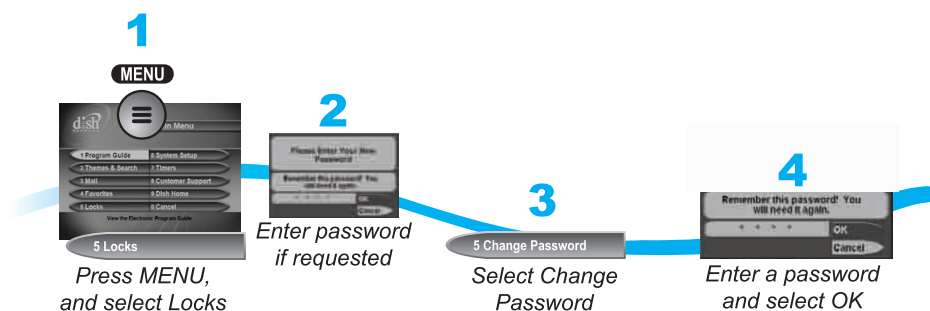 1
MENU
dish
NETWORK
Main Menu
1 Program Guide
6 System Setup
2 Themes & Search
7 Timers
3 Mail
8 Customer Support
4 Favorites
9 Dish Home
5 Locks
0 Cancel
View the Electronic Program Guide
5 Locks
Press MENU,
and select Locks
2
Please Enter Your New
Password
Remember this password! You
will need it again.
* * * *
OK
Cancel
Enter password
if requested
3
5 Change Password
Select Change
Password
4
Remember this password! You
will need it again.
* * * *
OK
Cancel
Enter a password
and select OK